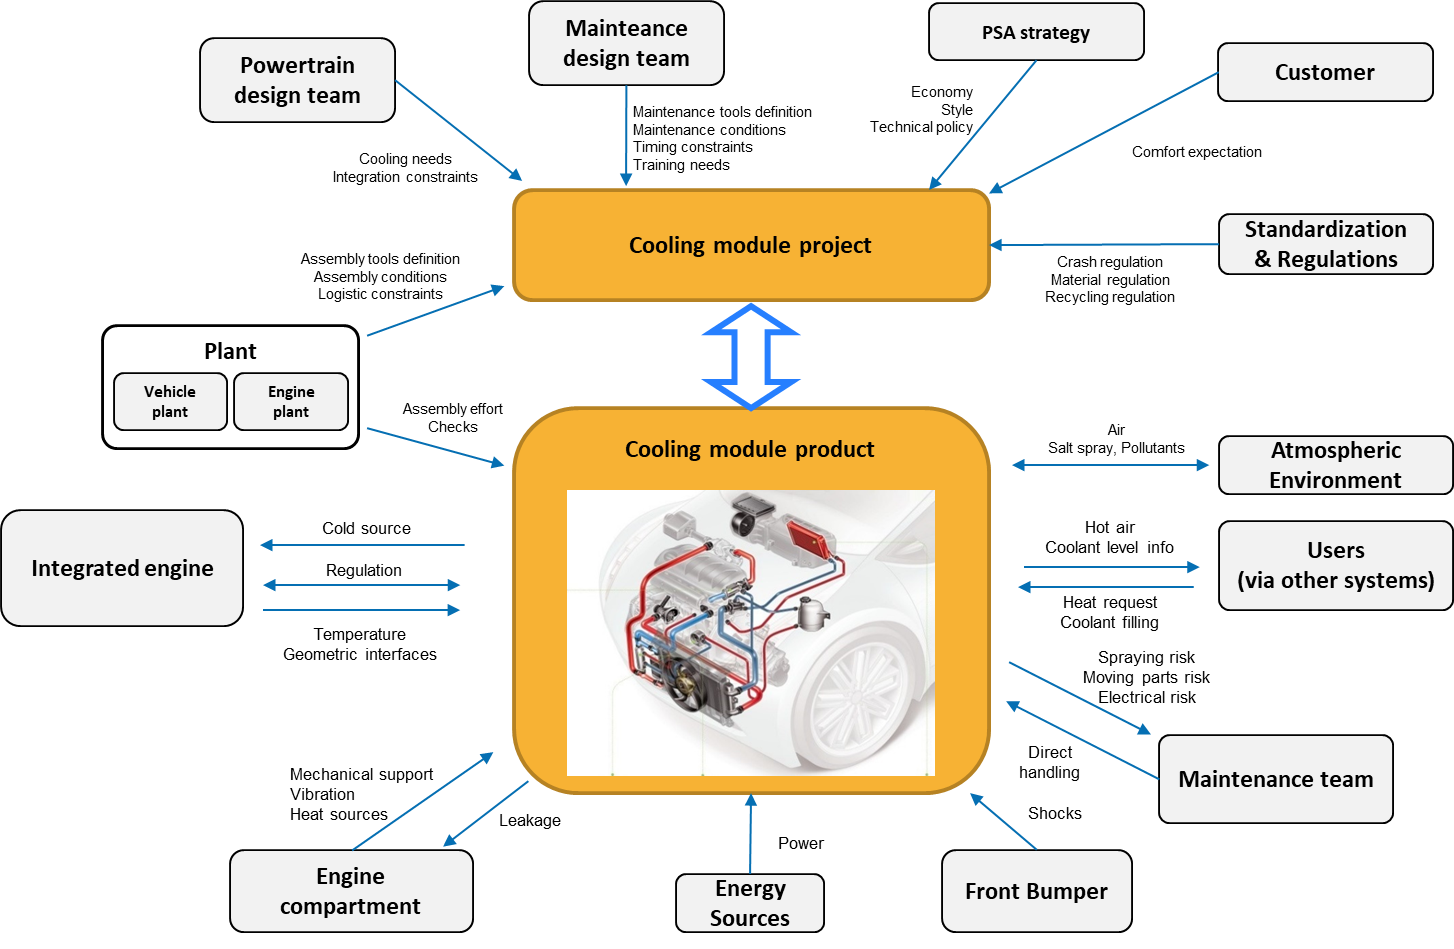 Mainteance
design team
PSA strategy
Powertrain
design team
Customer
Economy
Style
Technical policy
Maintenance tools definition
Maintenance conditions
Timing constraints
Training needs
Cooling needs
Integration constraints
Comfort expectation
Cooling module project
Standardization
& Regulations
Crash regulation
Material regulation
Recycling regulation
Assembly tools definition
Assembly conditions
Logistic constraints
Plant
Vehicle
plant
Engine
plant
Assembly effort
Checks
Cooling module product
Air
Salt spray, Pollutants
Atmospheric
Environment
Cold source
Regulation
Temperature
Geometric interfaces
Integrated engine
Hot air
Coolant level info
Heat request
Coolant filling
Users
(via other systems)
Spraying risk
Moving parts risk
Electrical risk
Direct
handling
Maintenance team
Mechanical support
Vibration
Heat sources
Leakage
Engine
compartment
Power
Energy
Sources
Shocks
Front Bumper